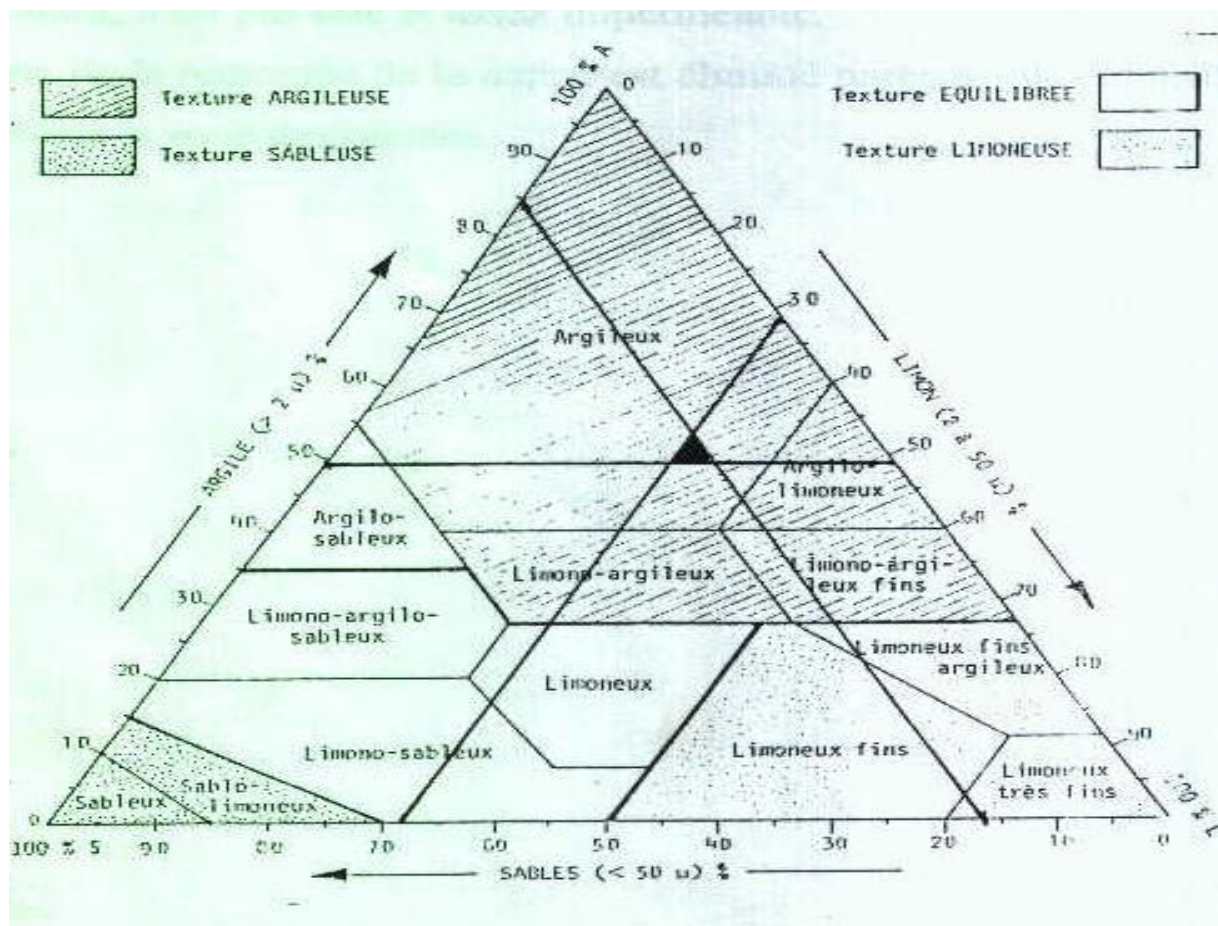 Texture ARGILEUSE
Texture SABLEUSE
Texture EQUILIBREE
Texture LIMONEUSE
100 % A
0
90
10
80
20
70
30
60
40
50
50
40
60
30
70
20
80
10
90
0
100 % L
ARGILE (> 2 u) %
LIMON (2 à 50 u) %
Argileux
Argilo-
limoneux
Argilo-
sableux
Limono-argileux
Limono-argi-
leux fins
Limono-argilo-
sableux
Limoneux fins
argileux
Limoneux
Limono-sableux
Limoneux fins
Limoneux
très fins
Sableux
Sablo-
limoneux
100 % S
90
80
70
60
50
40
30
20
10
0
SABLES (< 50 u) %